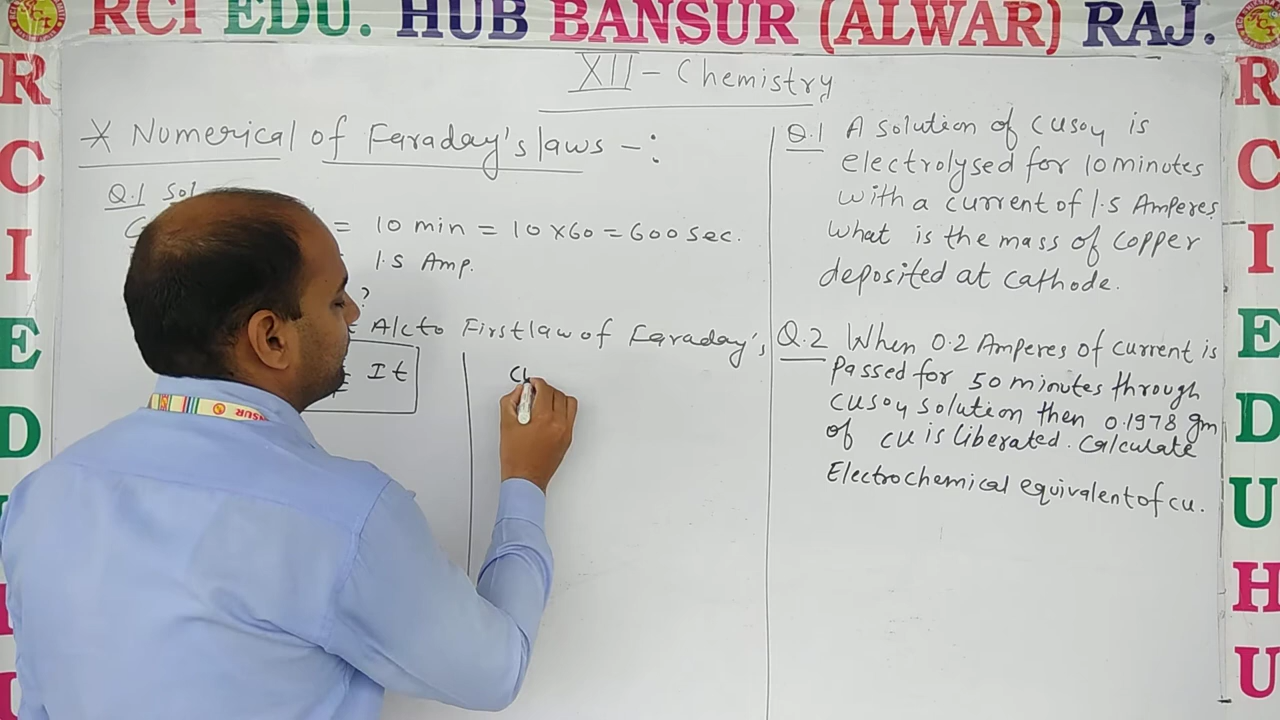 RCI EDU. HUB BANSUR (ALWAR) RAJ.
XII - Chemistry
* Numerical of Faraday's laws -:
Q.1 Sol
= 10 min = 10 x 60 = 600 sec.
1.5 Amp.
?
A/c to First law of Faraday's
= It
Cu
Q.1 A solution of CuSO4 is
electrolysed for 10 minutes
with a current of 1.5 Amperes
what is the mass of copper
deposited at cathode.
Q.2 When 0.2 Amperes of current is
passed for 50 minutes through
CuSO4 solution then 0.1978 gm
of Cu is liberated. Calculate
Electrochemical equivalent of Cu.
R
C
I
E
D
U
R
C
I
E
D
U
H
U
BANSUR